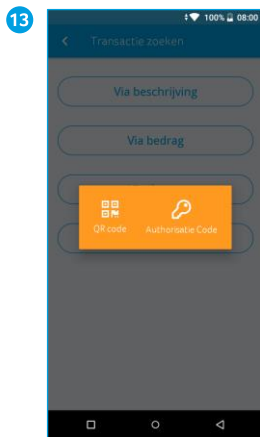 13
100% 08:00
Transactie zoeken
Via beschrijving
Via bedrag
QR code Authorisatie Code